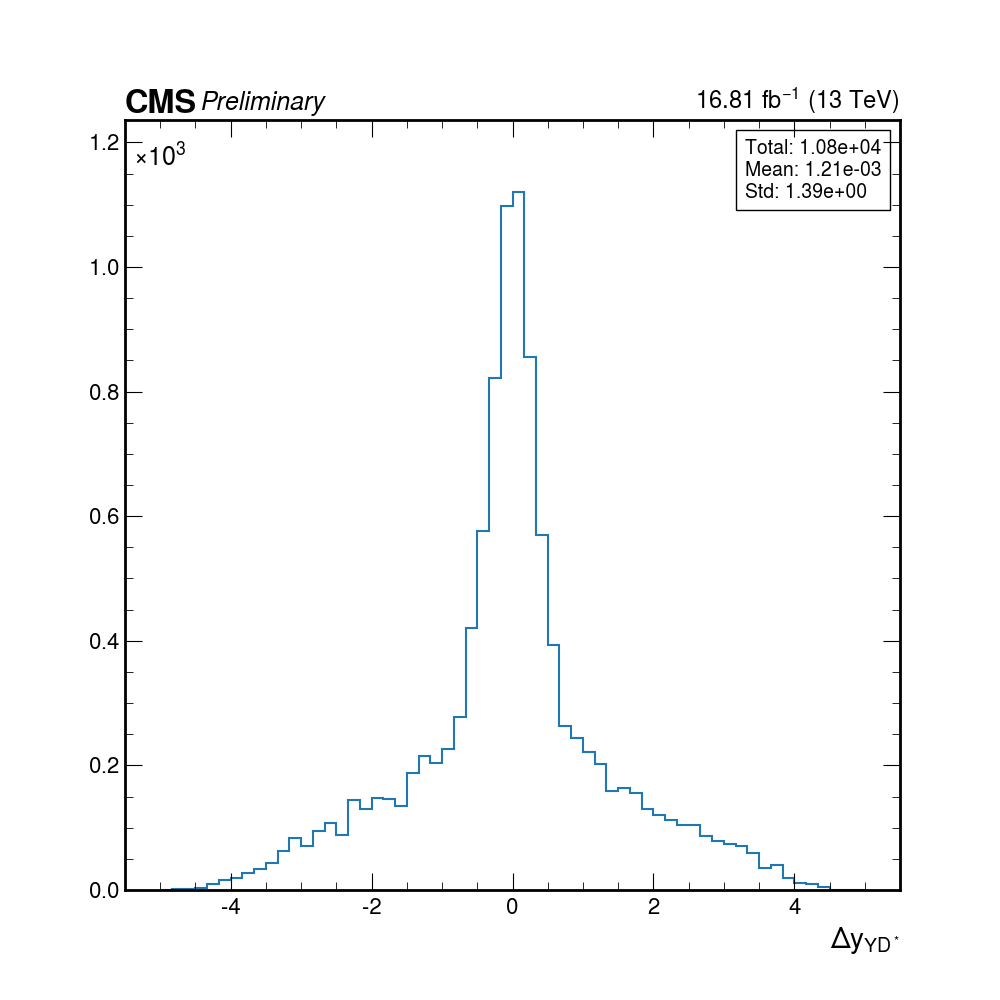 CMS Preliminary 16.81 fb⁻¹ (13 TeV)
×10³
Total: 1.08e+04
Mean: 1.21e-03
Std: 1.39e+00
1.2
1.0
0.8
0.6
0.4
0.2
0.0
-4 -2 0 2 4
Δy_YD*